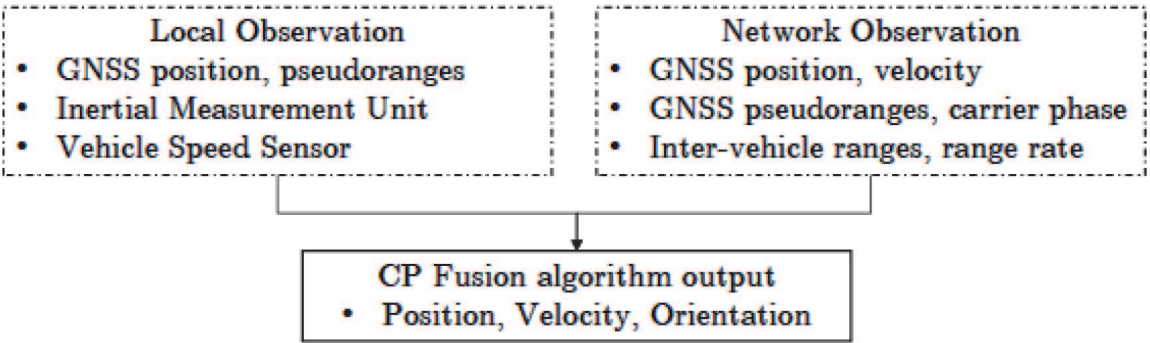 Local Observation
• GNSS position, pseudoranges
• Inertial Measurement Unit
• Vehicle Speed Sensor
Network Observation
• GNSS position, velocity
• GNSS pseudoranges, carrier phase
• Inter-vehicle ranges, range rate
CP Fusion algorithm output
• Position, Velocity, Orientation